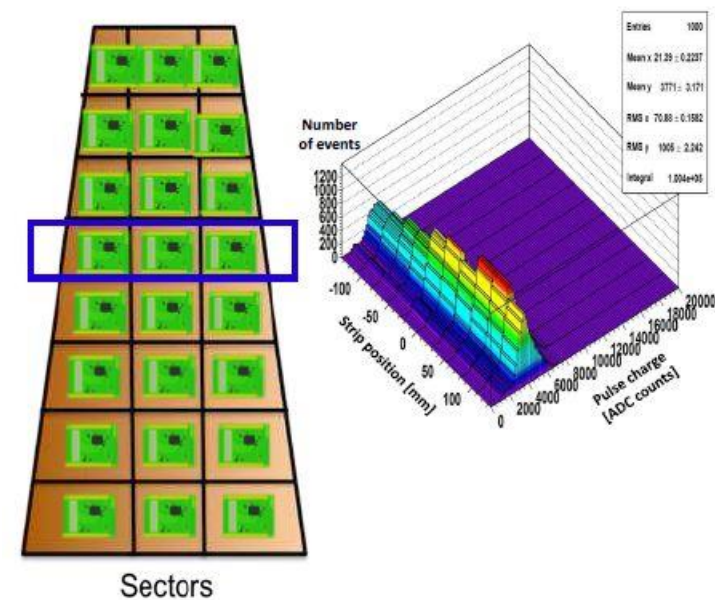 Sectors
Number
of events
1200
1000
800
600
400
200
0
-100
-50
0
50
100
Strip position [mm]
0
2000
4000
6000
8000
10000
12000
14000
16000
18000
20000
Pulse charge
[ADC counts]
Entries 1000
Mean x 21.39 ± 0.2237
Mean y 3771 ± 3.171
RMS x 70.88 ± 0.1582
RMS y 1005 ± 2.242
Integral 1.004e+05